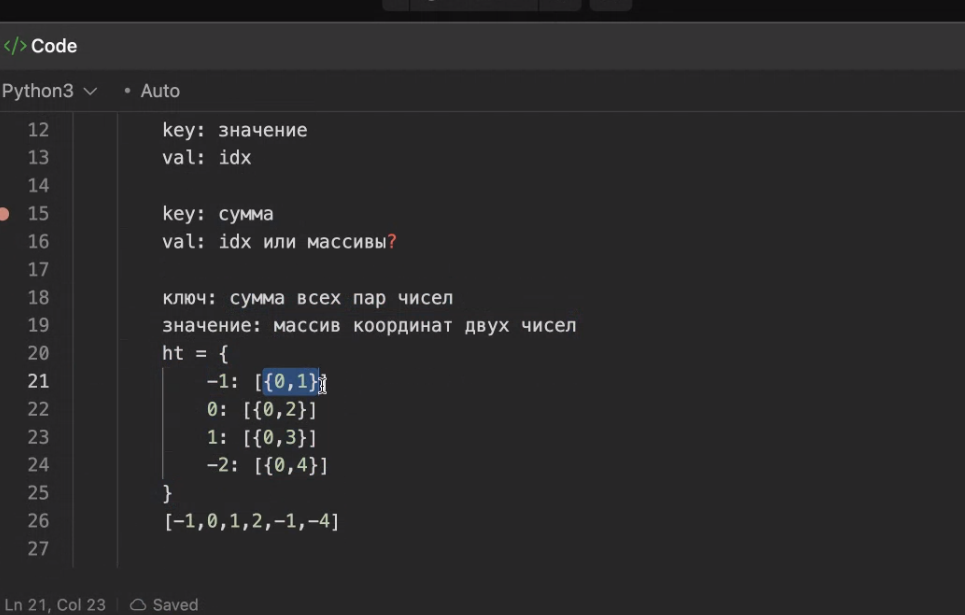 </> Code
Python3 • Auto
12 key: значение
13 val: idx
14
15 key: сумма
16 val: idx или массивы?
17
18 ключ: сумма всех пар чисел
19 значение: массив координат двух чисел
20 ht = {
21 -1: [{0,1}]
22 0: [{0,2}]
23 1: [{0,3}]
24 -2: [{0,4}]
25 }
26 [-1,0,1,2,-1,-4]
27
Ln 21, Col 23 Saved